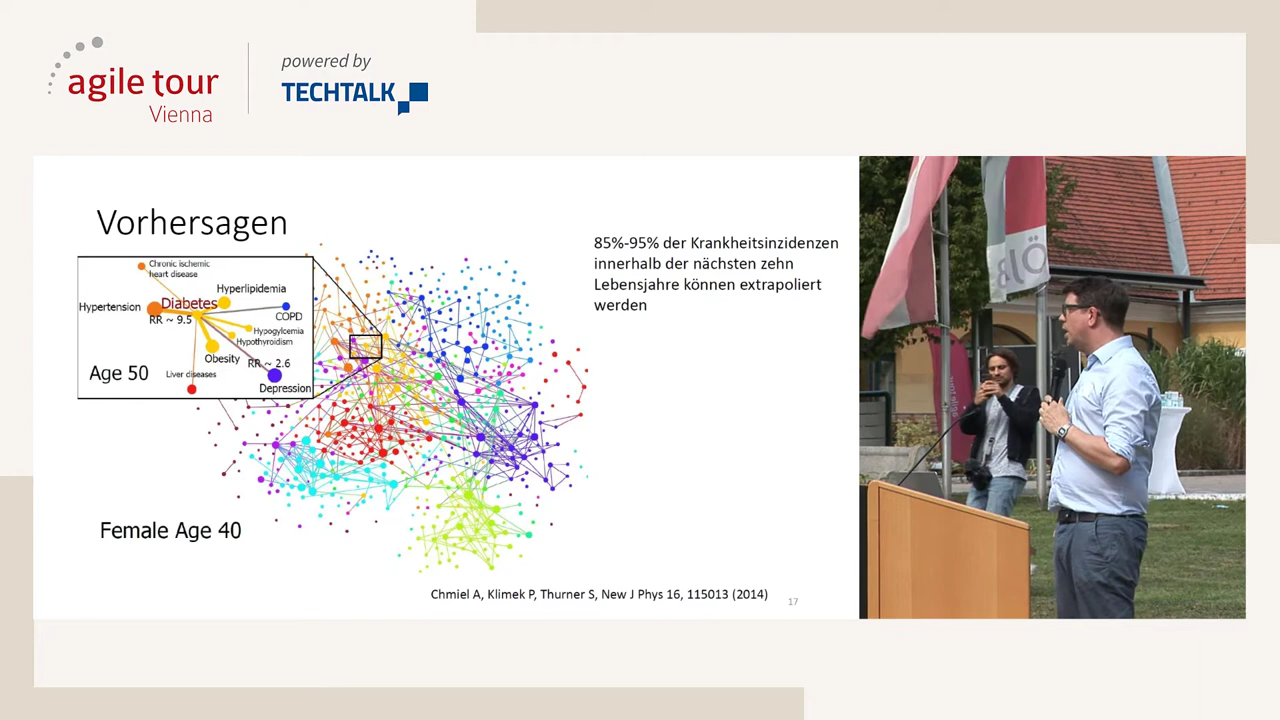 agile tour
Vienna
powered by
TECHTALK
Vorhersagen
85%-95% der Krankheitsinzidenzen
innerhalb der nächsten zehn
Lebensjahre können extrapoliert
werden
Chronic ischemic
heart disease
Hyperlipidemia
Hypertension
Diabetes
RR ~ 9.5
COPD
Hypogylcemia
Hypothyroidism
Obesity
RR ~ 2.6
Age 50
Liver diseases
Depression
Female Age 40
Chmiel A, Klimek P, Thurner S, New J Phys 16, 115013 (2014)
17